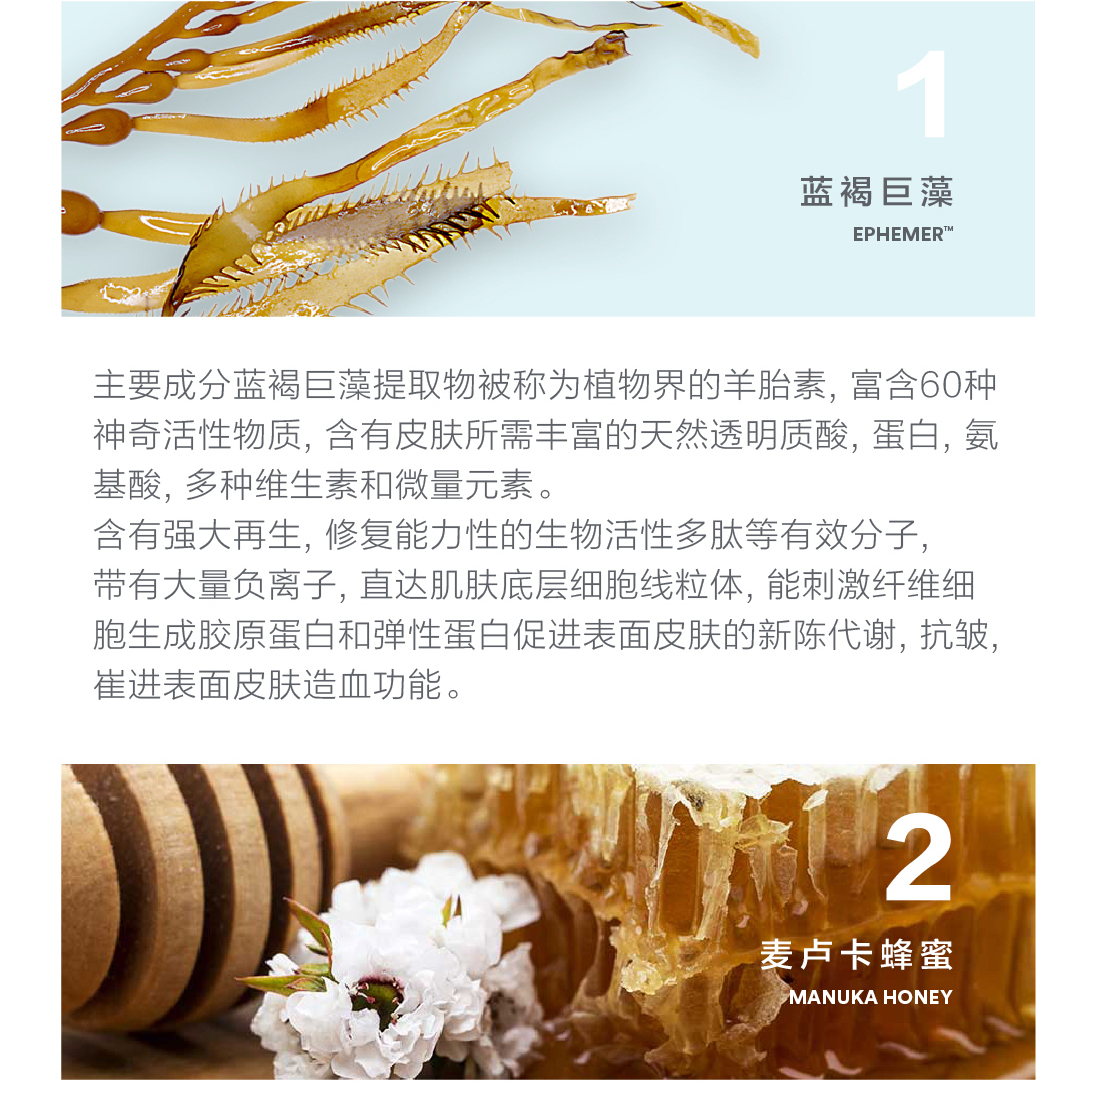 1
蓝褐巨藻
EPHEMER™
主要成分蓝褐巨藻提取物被称为植物界的羊胎素, 富含60种
神奇活性物质, 含有皮肤所需丰富的天然透明质酸, 蛋白, 氨
基酸, 多种维生素和微量元素。
含有强大再生, 修复能力性的生物活性多肽等有效分子,
带有大量负离子, 直达肌肤底层细胞线粒体, 能刺激纤维细
胞生成胶原蛋白和弹性蛋白促进表面皮肤的新陈代谢, 抗皱,
崔进表面皮肤造血功能。
2
麦卢卡蜂蜜
MANUKA HONEY